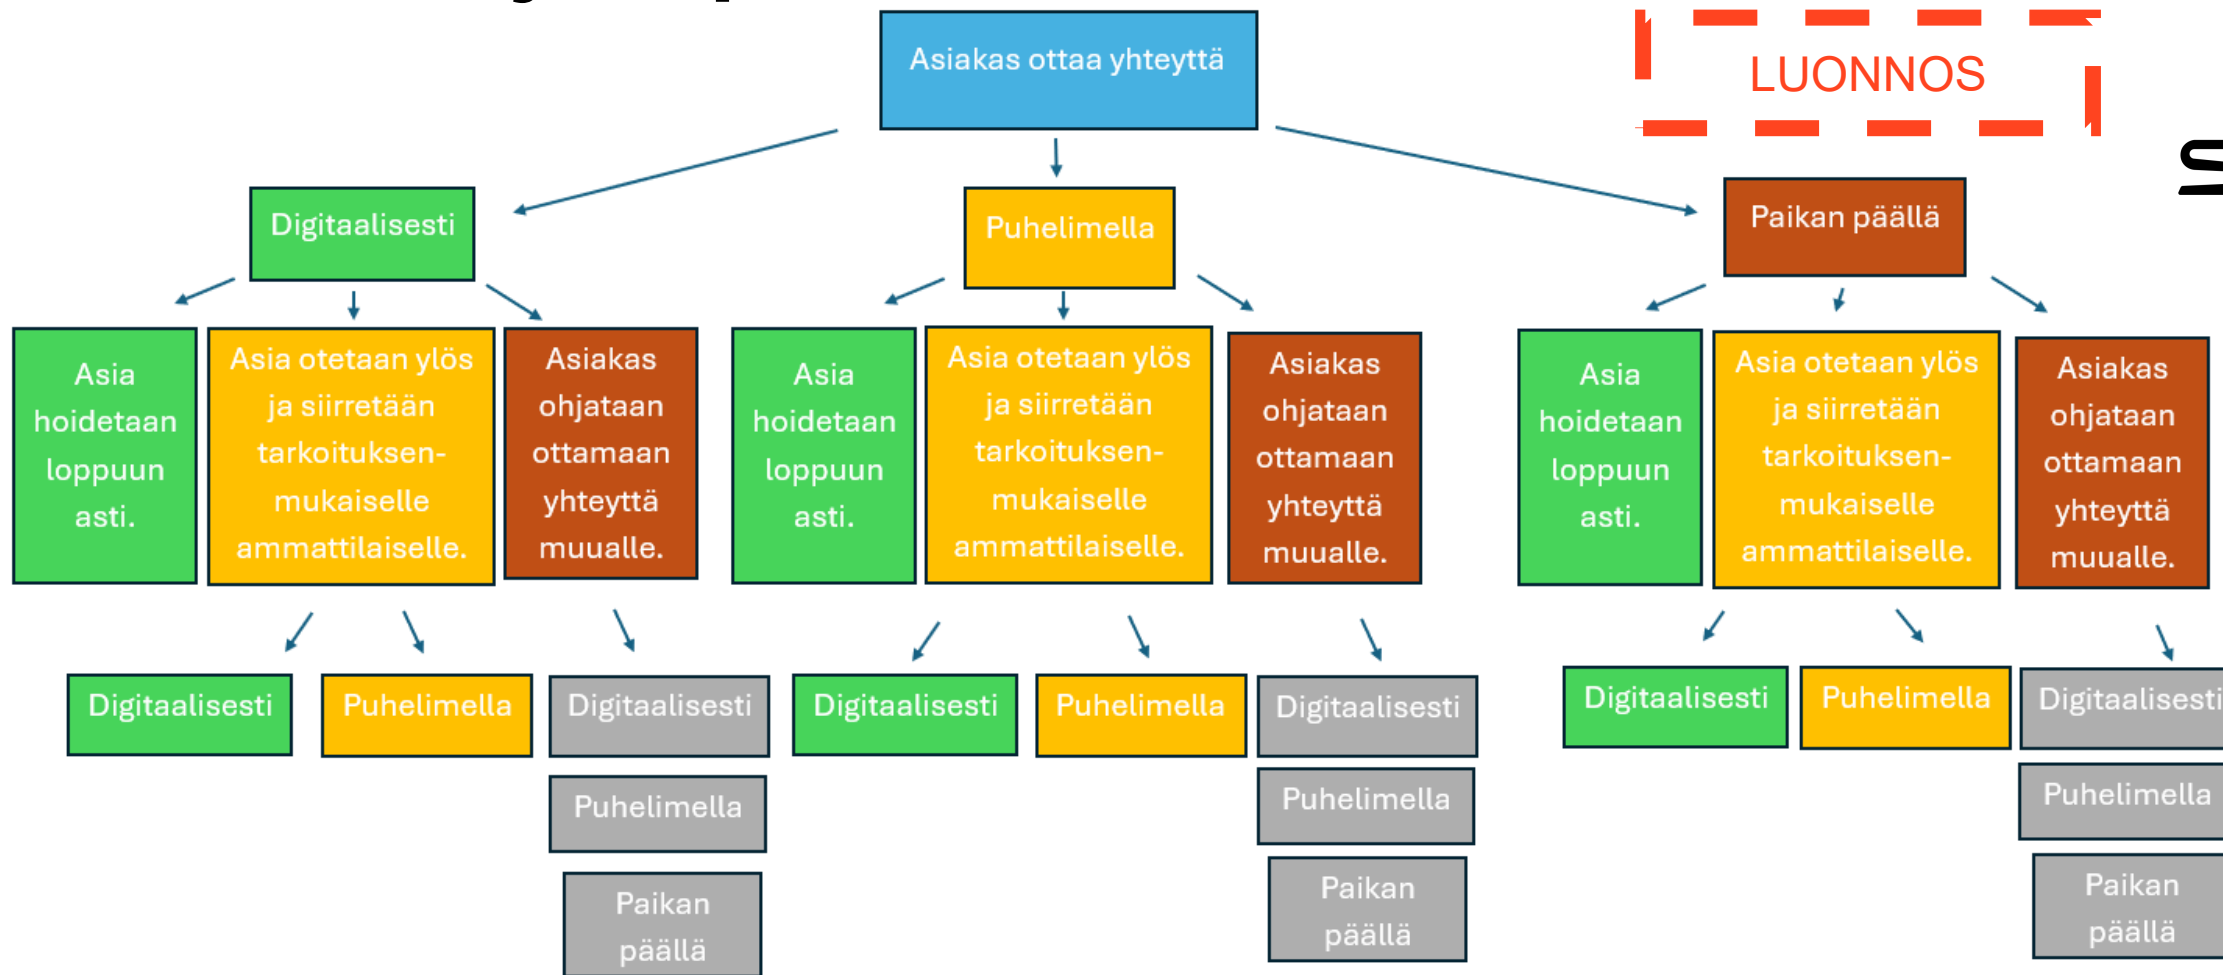 Asiakas ottaa yhteyttä
LUONNOS
Digitaalisesti
Puhelimella
Paikan päällä
Asia
hoidetaan
loppuun
asti.
Asia otetaan ylös
ja siirretään
tarkoituksen-
mukaiselle
ammattilaiselle.
Asiakas
ohjataan
ottamaan
yhteyttä
muualle.
Asia
hoidetaan
loppuun
asti.
Asia otetaan ylös
ja siirretään
tarkoituksen-
mukaiselle
ammattilaiselle.
Asiakas
ohjataan
ottamaan
yhteyttä
muualle.
Asia
hoidetaan
loppuun
asti.
Asia otetaan ylös
ja siirretään
tarkoituksen-
mukaiselle
ammattilaiselle.
Asiakas
ohjataan
ottamaan
yhteyttä
muualle.
Digitaalisesti
Puhelimella
Digitaalisesti
Puhelimella
Paikan
päällä
Digitaalisesti
Puhelimella
Digitaalisesti
Puhelimella
Paikan
päällä
Digitaalisesti
Puhelimella
Digitaalisesti
Puhelimella
Paikan
päällä